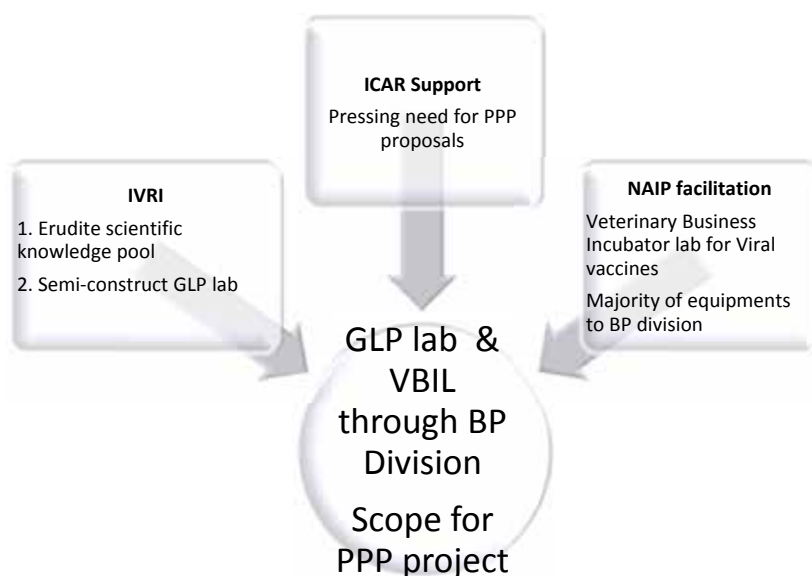 ICAR Support
Pressing need for PPP
proposals
IVRI
1. Erudite scientific
knowledge pool
2. Semi-construct GLP lab
NAIP facilitation
Veterinary Business
Incubator lab for Viral
vaccines
Majority of equipments
to BP division
GLP lab &
VBIL
through BP
Division
Scope for
PPP project